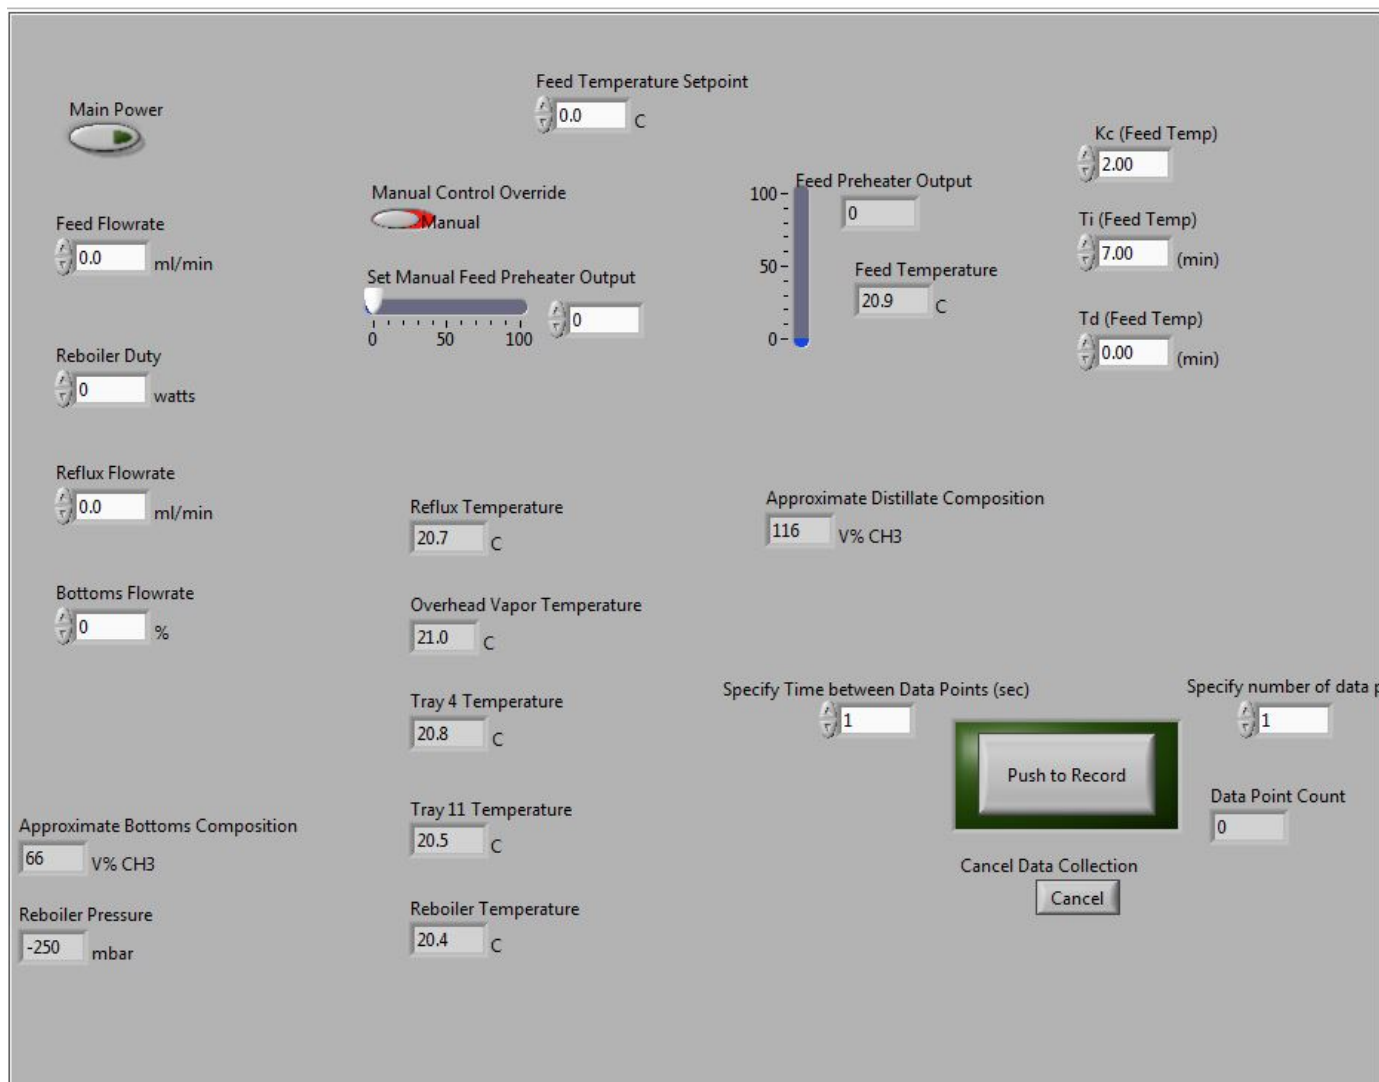 Feed Temperature Setpoint
0.0 C
Main Power
Kc (Feed Temp)
2.00
Manual Control Override
Manual
Feed Preheater Output
100
50
0
0
Feed Flowrate
0.0 ml/min
Ti (Feed Temp)
7.00 (min)
Set Manual Feed Preheater Output
0 50 100
0
Feed Temperature
20.9 C
Td (Feed Temp)
0.00 (min)
Reboiler Duty
0 watts
Reflux Flowrate
0.0 ml/min
Reflux Temperature
20.7 C
Approximate Distillate Composition
116 V% CH3
Bottoms Flowrate
0 %
Overhead Vapor Temperature
21.0 C
Tray 4 Temperature
20.8 C
Specify Time between Data Points (sec)
1
Specify number of data p
1
Push to Record
Data Point Count
0
Tray 11 Temperature
20.5 C
Approximate Bottoms Composition
66 V% CH3
Cancel Data Collection
Cancel
Reboiler Pressure
-250 mbar
Reboiler Temperature
20.4 C